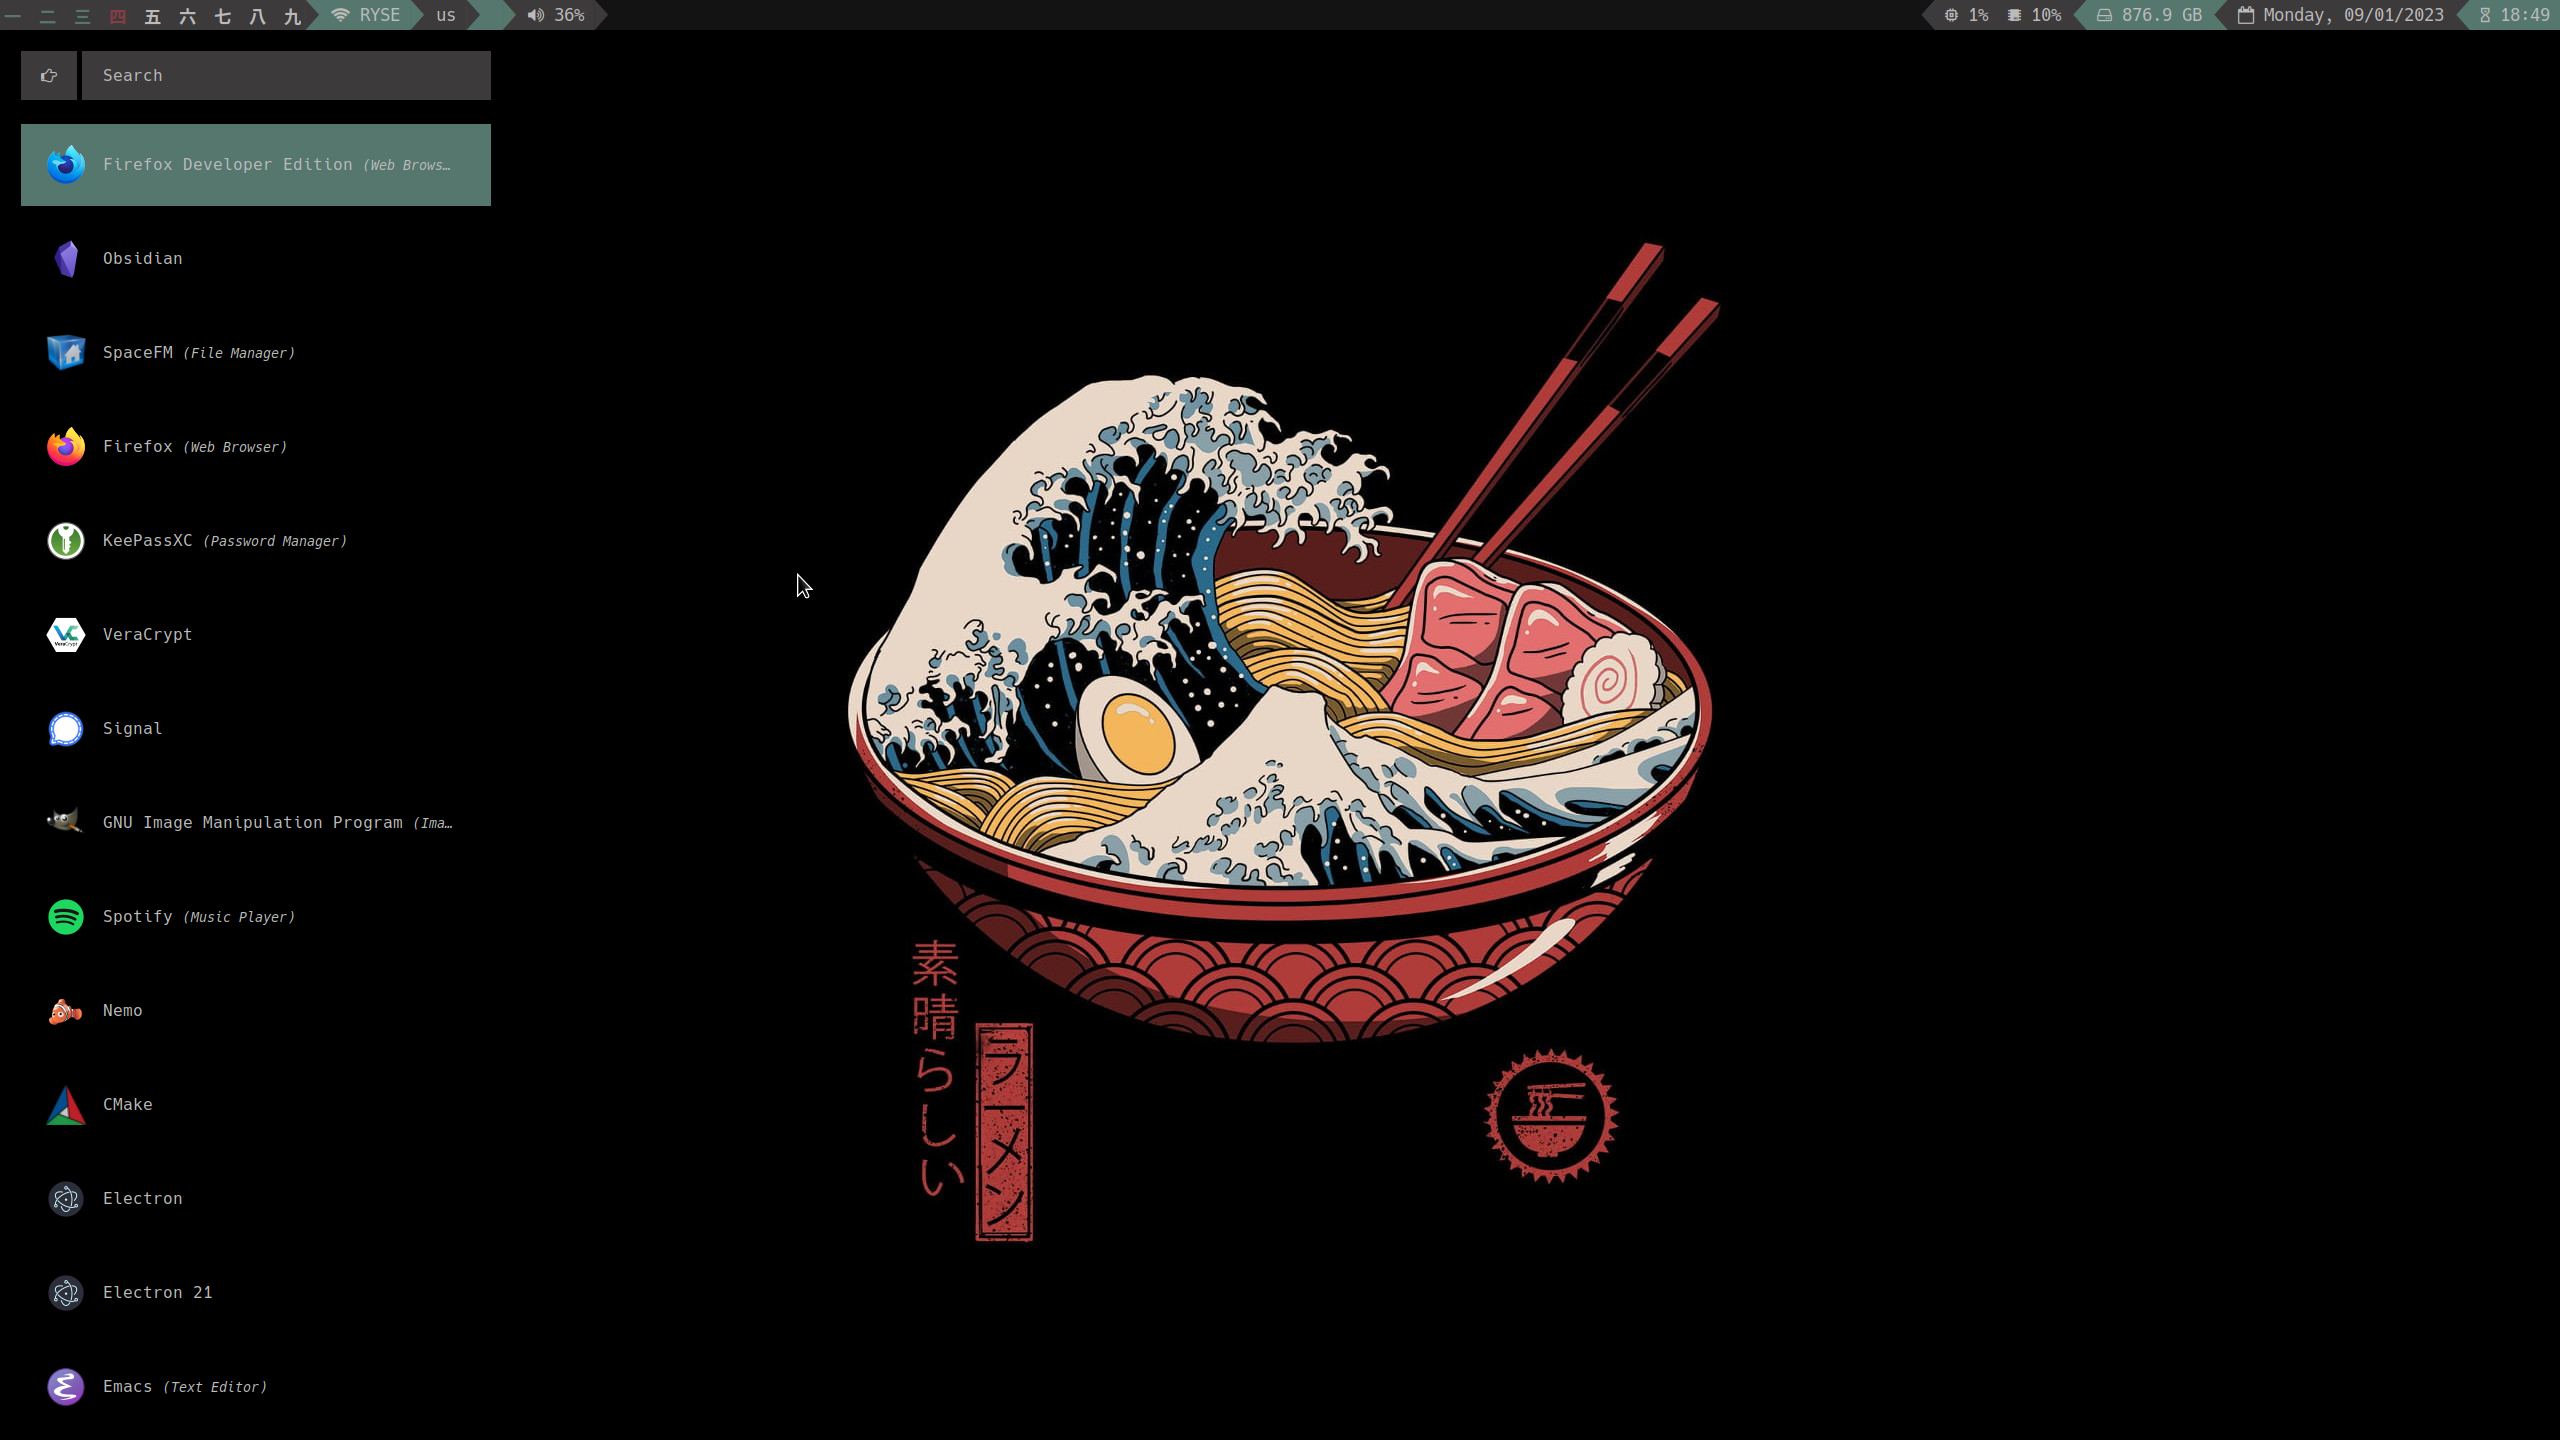 一 二 三 四 五 六 七 八 九 RYSE us 36% 1% 10% 876.9 GB Monday, 09/01/2023 18:49
Search
Firefox Developer Edition (Web Brows…
Obsidian
SpaceFM (File Manager)
Firefox (Web Browser)
KeePassXC (Password Manager)
VeraCrypt
Signal
GNU Image Manipulation Program (Ima…
Spotify (Music Player)
Nemo
CMake
Electron
Electron 21
Emacs (Text Editor)
素晴らしい
ラーメン